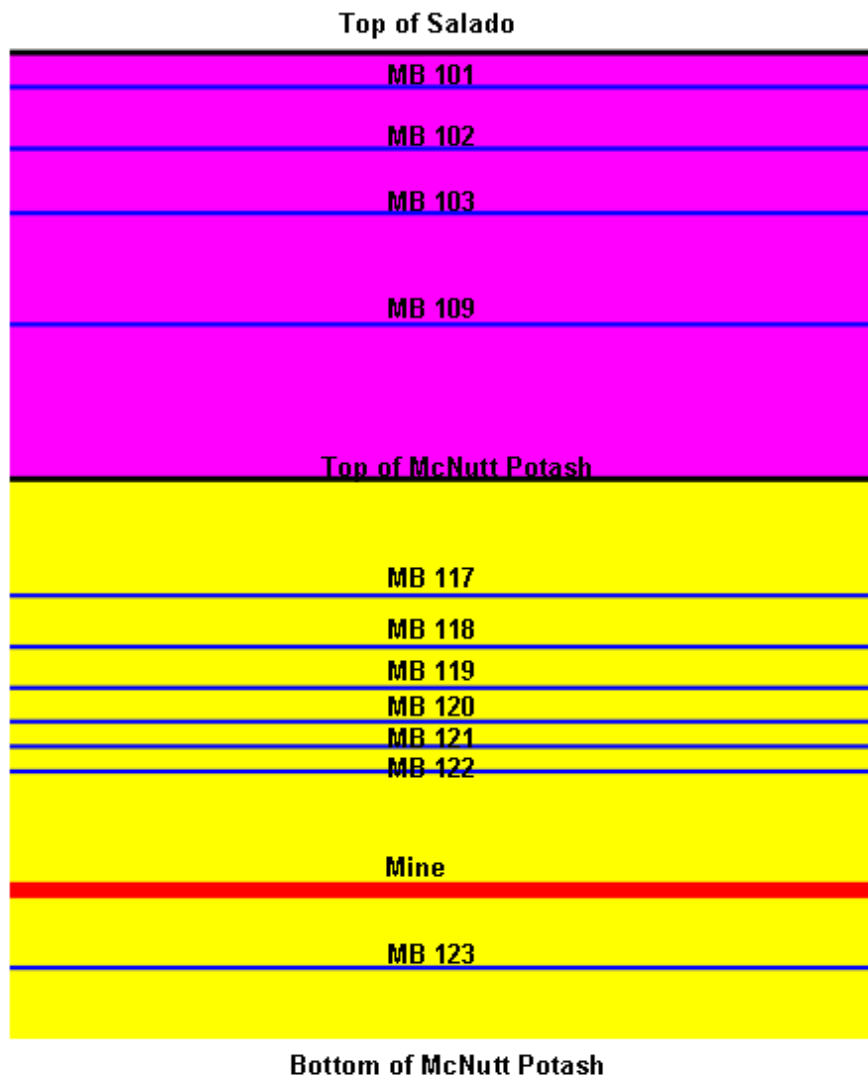 Top of Salado
MB 101
MB 102
MB 103
MB 109
Top of McNutt Potash
MB 117
MB 118
MB 119
MB 120
MB 121
MB 122
Mine
MB 123
Bottom of McNutt Potash